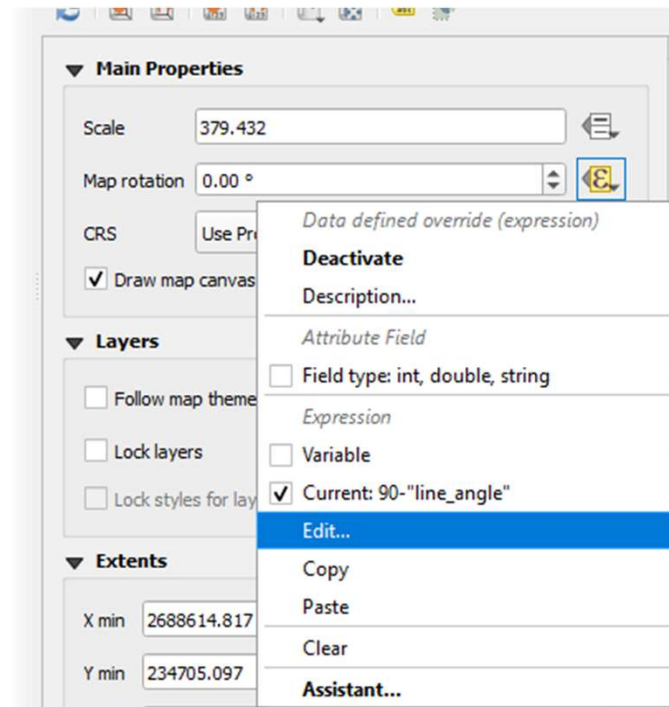 Main Properties
Scale 379.432
Map rotation 0.00 °
CRS Use Pr
Draw map canvas
Layers
Follow map theme
Lock layers
Lock styles for lay
Extents
X min 2688614.817
Y min 234705.097
Data defined override (expression)
Deactivate
Description...
Attribute Field
Field type: int, double, string
Expression
Variable
Current: 90-"line_angle"
Edit...
Copy
Paste
Clear
Assistant...